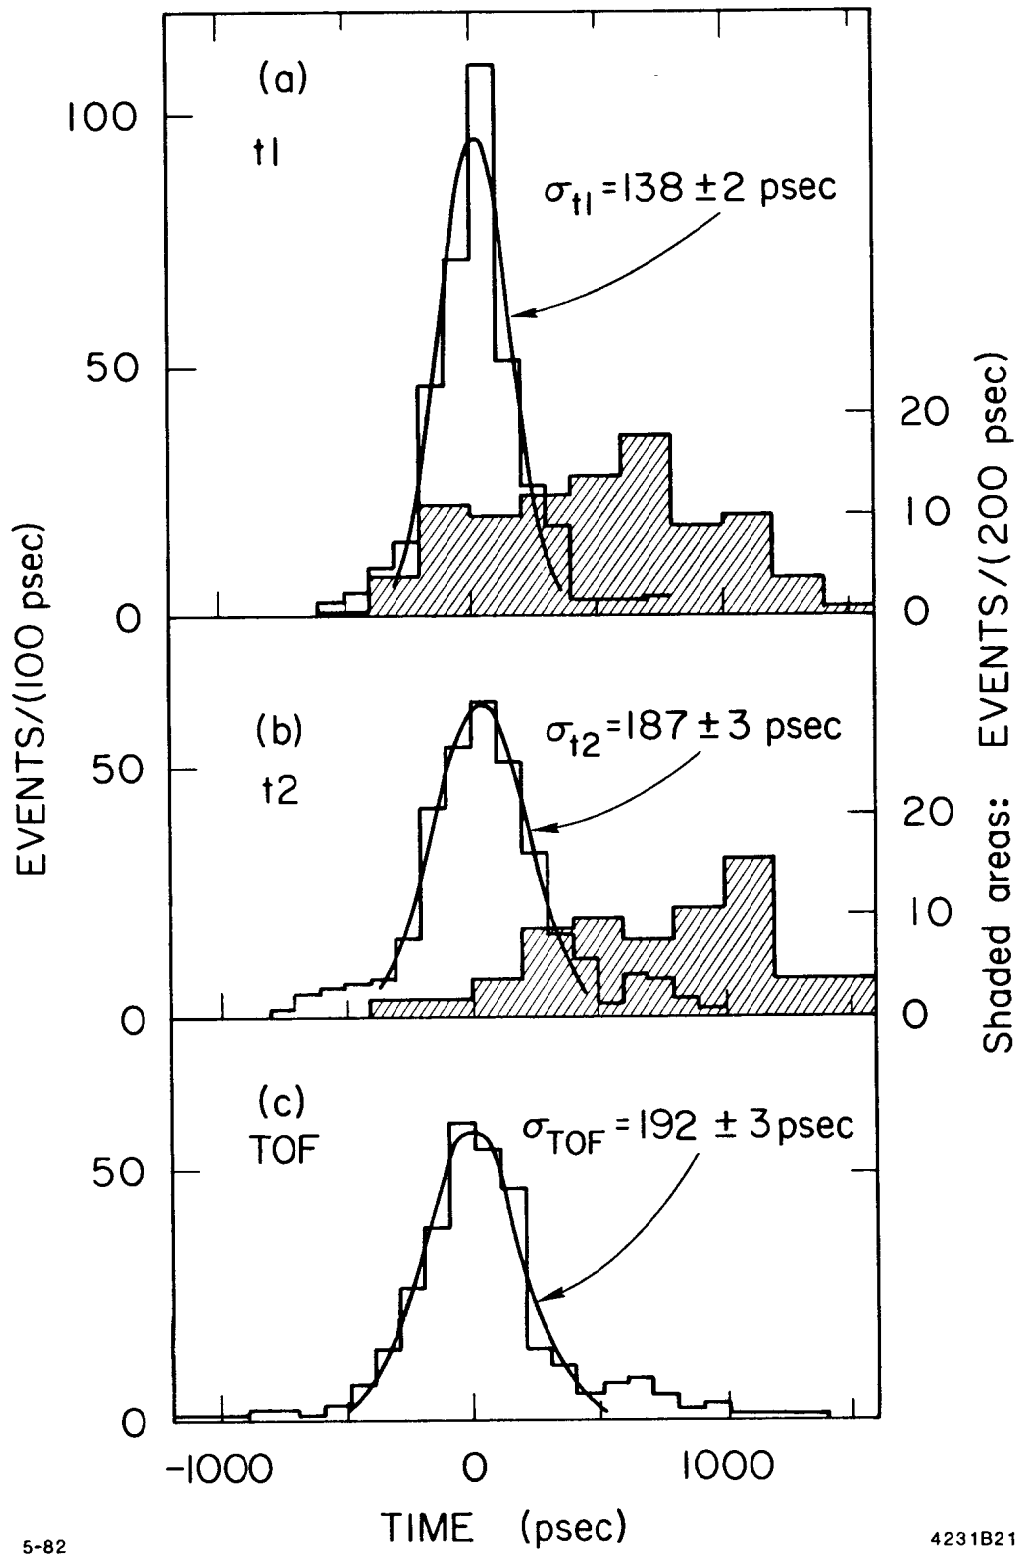 (a)
t1
100
50
0
σt1 = 138 ± 2 psec
20
10
0
(b)
t2
50
0
σt2 = 187 ± 3 psec
20
10
0
(c)
TOF
50
0
σTOF = 192 ± 3 psec
-1000 0 1000
TIME (psec)
EVENTS/(100 psec)
Shaded areas: EVENTS/(200 psec)
5-82
4231B21